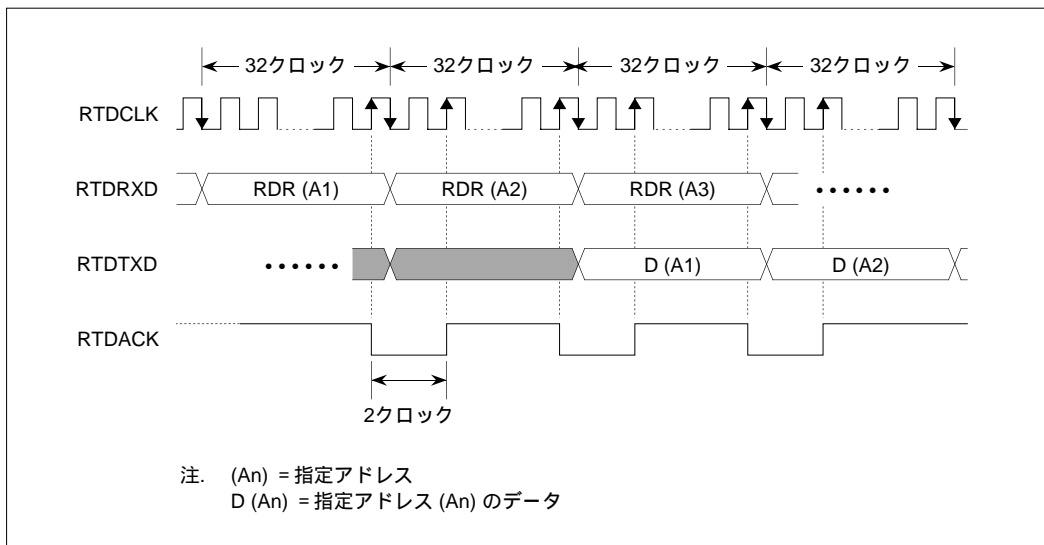 32クロック 32クロック 32クロック 32クロック
RTDCLK
RTDRXD RDR (A1) RDR (A2) RDR (A3) ••••••
RTDTXD •••••• D (A1) D (A2)
RTDACK
2クロック
注. (An) = 指定アドレス
D (An) = 指定アドレス (An) のデータ